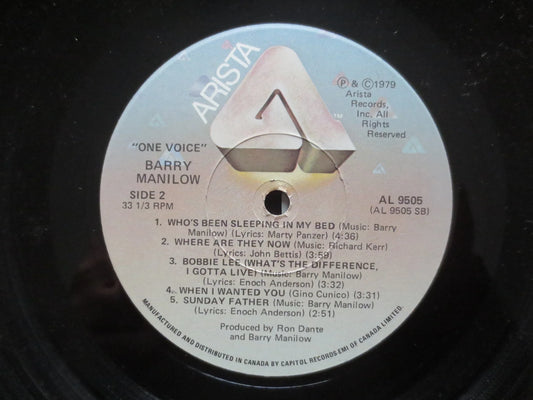 ARISTA
℗ & ©1979
Arista
Records,
Inc. All
Rights
Reserved
"ONE VOICE"
BARRY
MANILOW
SIDE 2
33 1/3 RPM
AL 9505
(AL 9505 SB)
1. WHO'S BEEN SLEEPING IN MY BED (Music: Barry
Manilow) (Lyrics: Marty Panzer) (4:36)
2. WHERE ARE THEY NOW (Music: Richard Kerr)
(Lyrics: John Bettis) (3:59)
3. BOBBIE LEE (WHAT'S THE DIFFERENCE,
I GOTTA LIVE) (Music: Barry Manilow)
(Lyrics: Enoch Anderson) (3:32)
4. WHEN I WANTED YOU (Gino Cunico) (3:31)
5. SUNDAY FATHER (Music: Barry Manilow)
(Lyrics: Enoch Anderson) (2:51)
Produced by Ron Dante
and Barry Manilow
MANUFACTURED AND DISTRIBUTED IN CANADA BY CAPITOL RECORDS-EMI OF CANADA LIMITED.